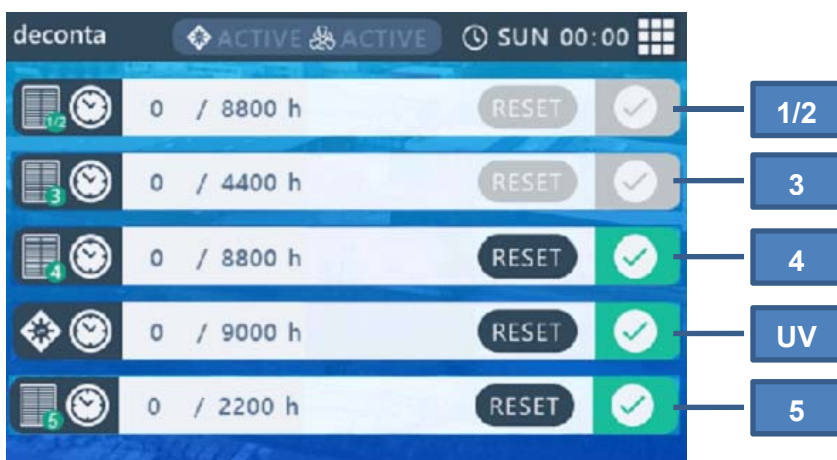 deconta ACTIVE ACTIVE SUN 00:00
1/2 0 / 8800 h RESET 1/2
3 0 / 4400 h RESET 3
4 0 / 8800 h RESET 4
0 / 9000 h RESET UV
5 0 / 2200 h RESET 5